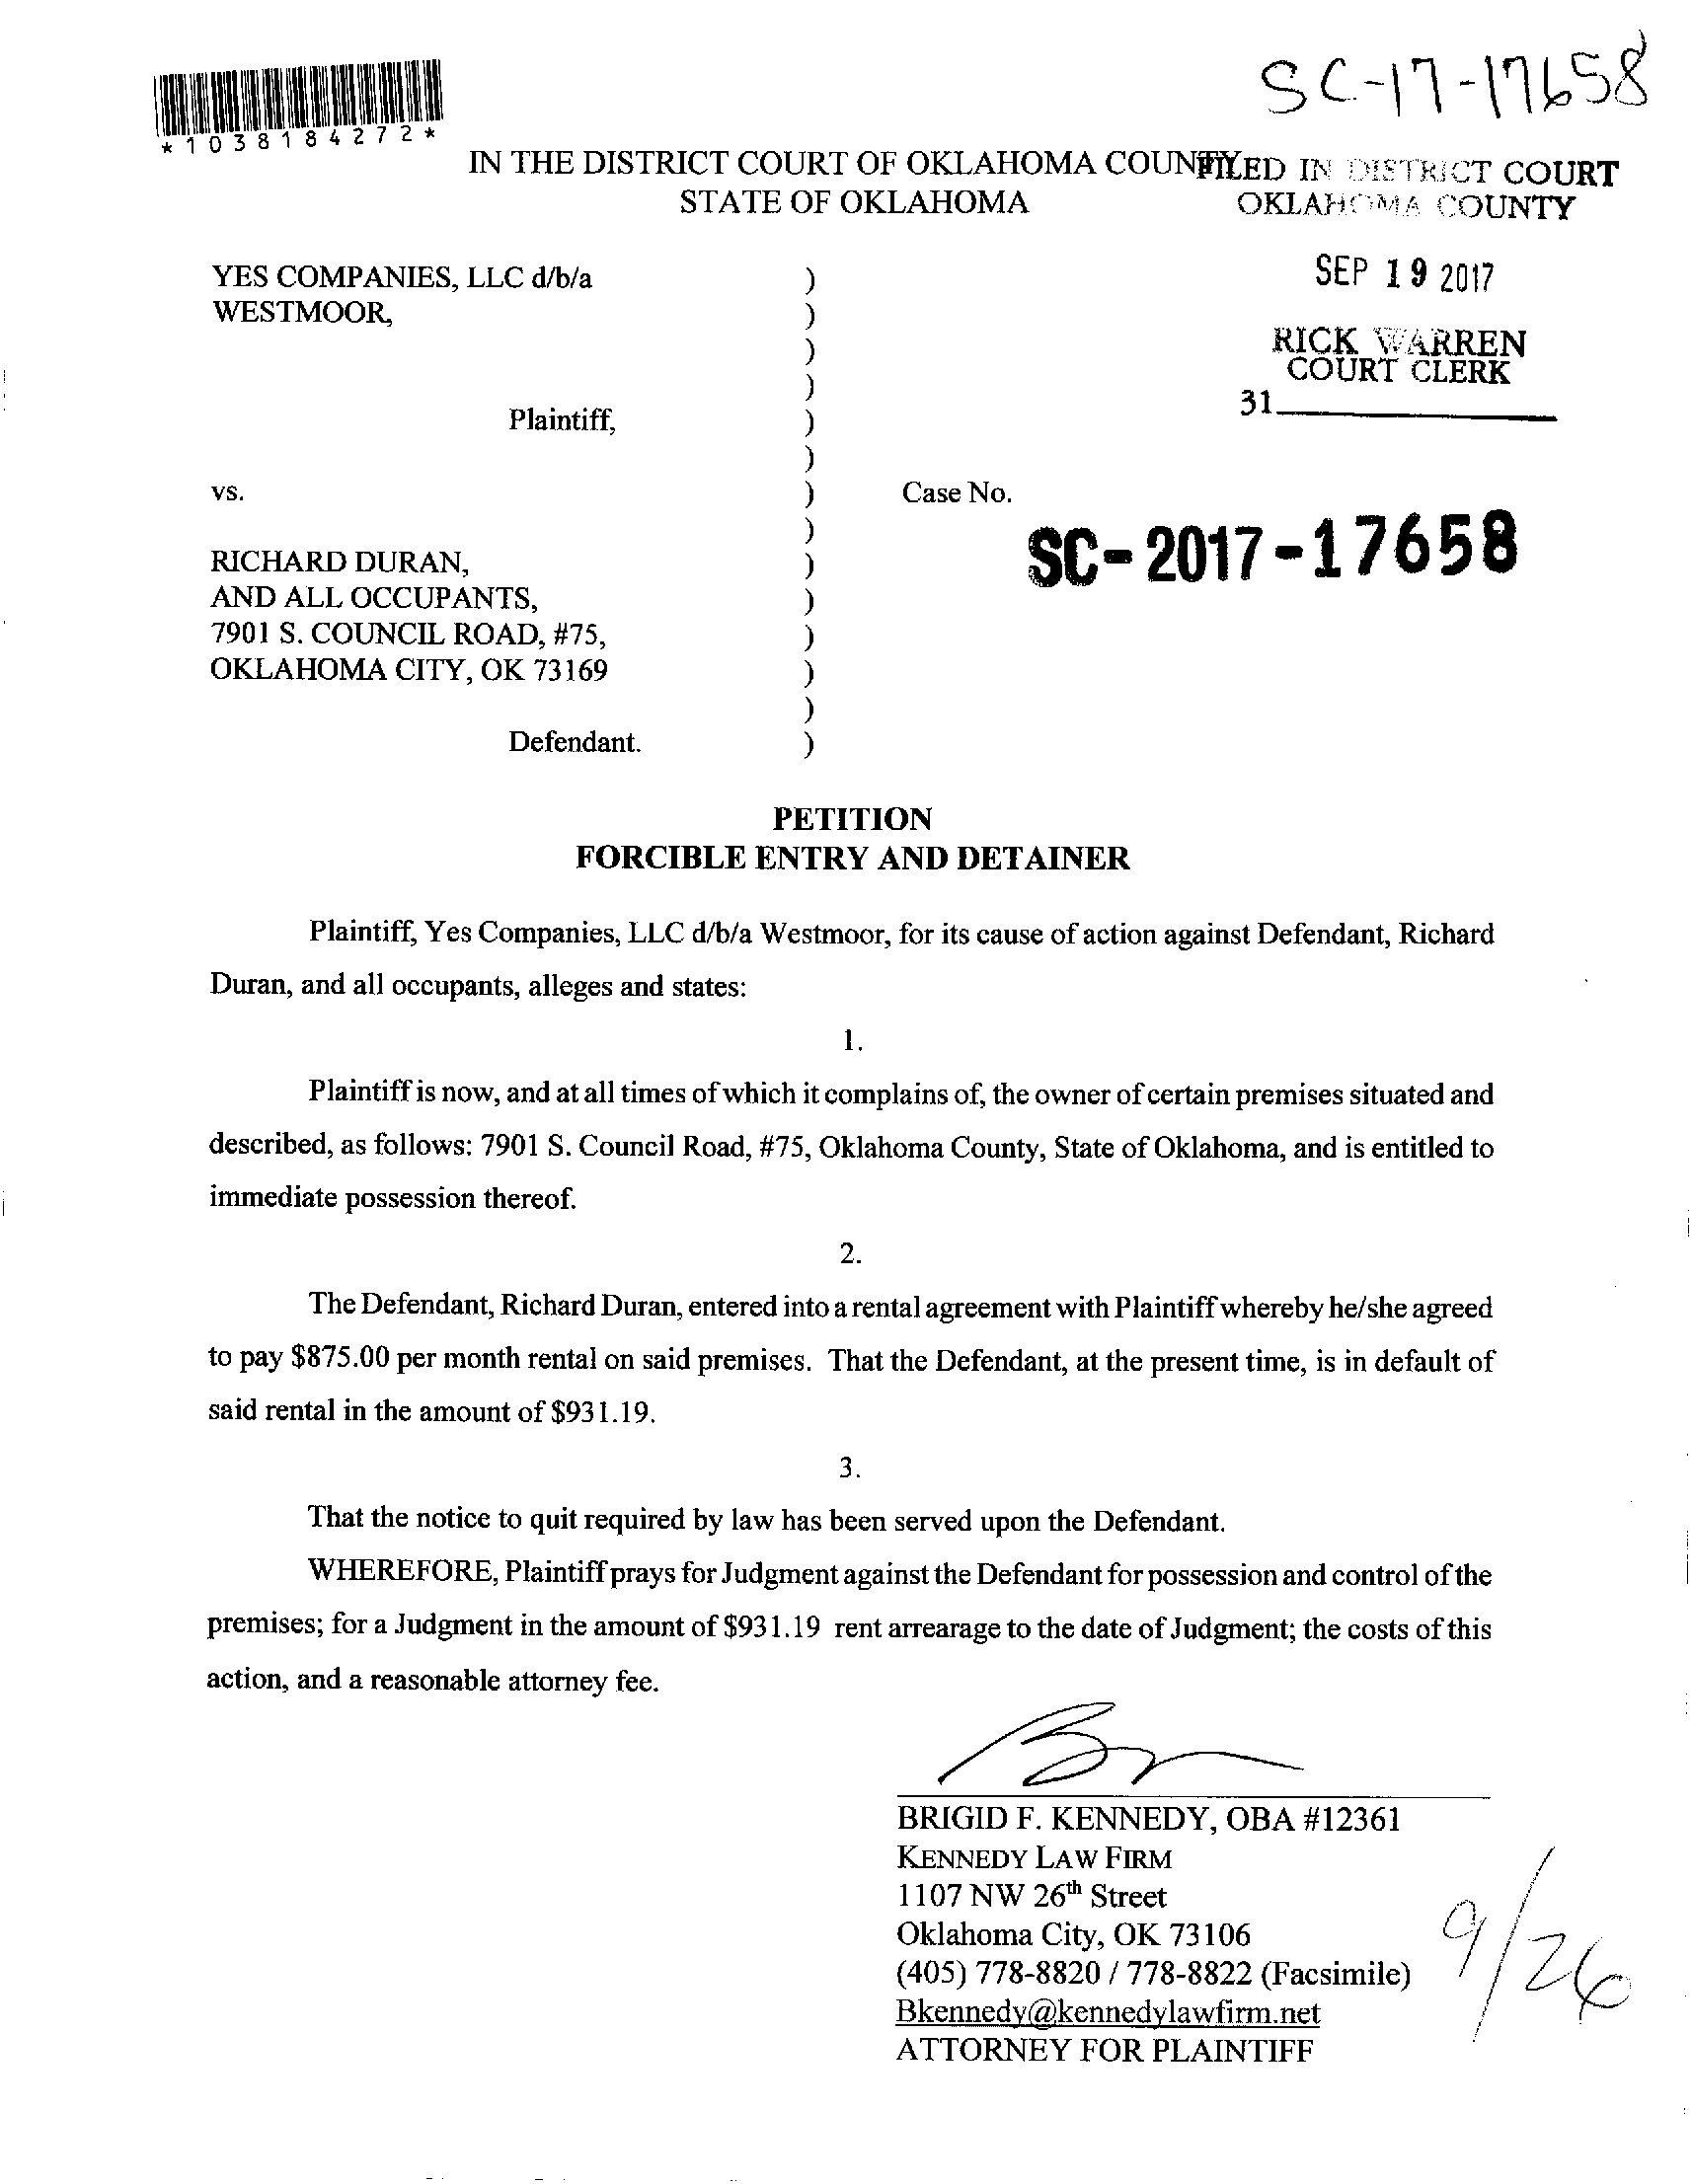 SC-17-17658
*1038184272*
IN THE DISTRICT COURT OF OKLAHOMA COUNTY
STATE OF OKLAHOMA
FILED IN DISTRICT COURT
OKLAHOMA COUNTY
SEP 19 2017
RICK WARREN
COURT CLERK
31
YES COMPANIES, LLC d/b/a )
WESTMOOR, )
)
)
Plaintiff, )
)
vs. ) Case No.
)
SC-2017-17658
RICHARD DURAN, )
AND ALL OCCUPANTS, )
7901 S. COUNCIL ROAD, #75, )
OKLAHOMA CITY, OK 73169 )
)
Defendant. )
PETITION
FORCIBLE ENTRY AND DETAINER
Plaintiff, Yes Companies, LLC d/b/a Westmoor, for its cause of action against Defendant, Richard
Duran, and all occupants, alleges and states:
1.
Plaintiff is now, and at all times of which it complains of, the owner of certain premises situated and
described, as follows: 7901 S. Council Road, #75, Oklahoma County, State of Oklahoma, and is entitled to
immediate possession thereof.
2.
The Defendant, Richard Duran, entered into a rental agreement with Plaintiff whereby he/she agreed
to pay $875.00 per month rental on said premises. That the Defendant, at the present time, is in default of
said rental in the amount of $931.19.
3.
That the notice to quit required by law has been served upon the Defendant.
WHEREFORE, Plaintiff prays for Judgment against the Defendant for possession and control of the
premises; for a Judgment in the amount of $931.19 rent arrearage to the date of Judgment; the costs of this
action, and a reasonable attorney fee.
BRIGID F. KENNEDY, OBA #12361
KENNEDY LAW FIRM
1107 NW 26th Street
Oklahoma City, OK 73106
(405) 778-8820 / 778-8822 (Facsimile)
Bkennedy@kennedylawfirm.net
ATTORNEY FOR PLAINTIFF
9/26